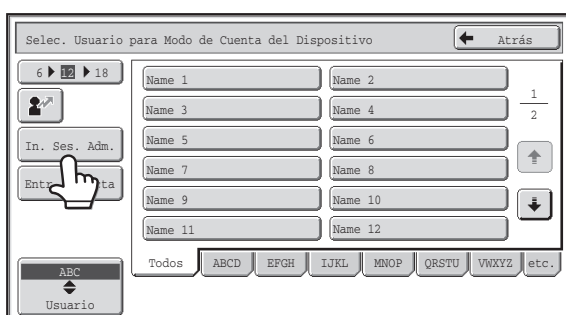 Selec. Usuario para Modo de Cuenta del Dispositivo
Atrás
6 12 18
Name 1 Name 2
Name 3 Name 4
Name 5 Name 6
Name 7 Name 8
Name 9 Name 10
Name 11 Name 12
1
2
In. Ses. Adm.
Todos ABCD EFGH IJKL MNOP QRSTU VWXYZ etc.
ABC
Usuario